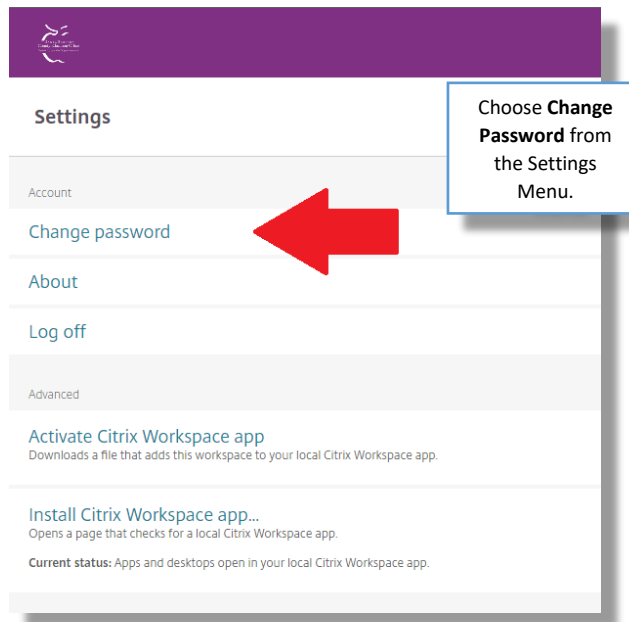 Settings
Choose Change
Password from
the Settings
Menu.
Account
Change password
About
Log off
Advanced
Activate Citrix Workspace app
Downloads a file that adds this workspace to your local Citrix Workspace app.
Install Citrix Workspace app...
Opens a page that checks for a local Citrix Workspace app.
Current status: Apps and desktops open in your local Citrix Workspace app.